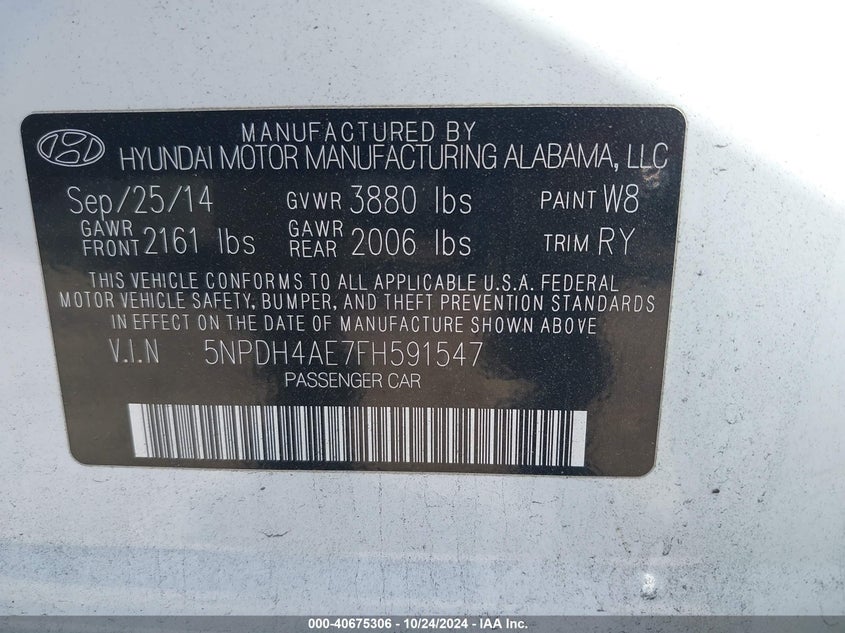 MANUFACTURED BY
HYUNDAI MOTOR MANUFACTURING ALABAMA, LLC
Sep/25/14 GVWR 3880 lbs PAINT W8
GAWR FRONT 2161 lbs GAWR REAR 2006 lbs TRIM RY
THIS VEHICLE CONFORMS TO ALL APPLICABLE U.S.A. FEDERAL
MOTOR VEHICLE SAFETY, BUMPER, AND THEFT PREVENTION STANDARDS
IN EFFECT ON THE DATE OF MANUFACTURE SHOWN ABOVE
V.I.N 5NPDH4AE7FH591547
PASSENGER CAR
000-40675306 - 10/24/2024 - IAA Inc.